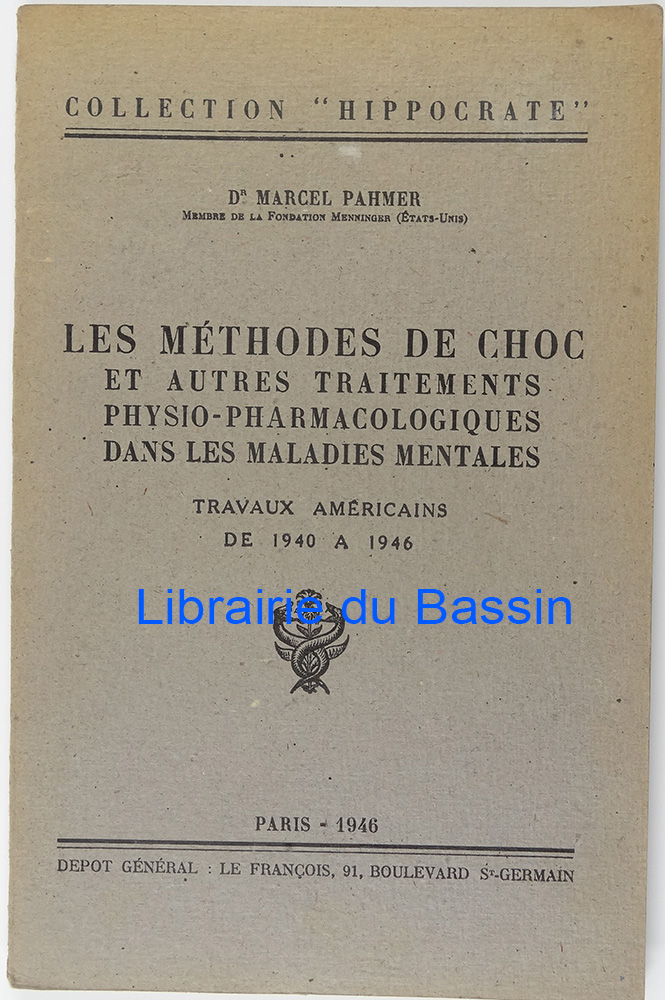 COLLECTION "HIPPOCRATE"
Dr MARCEL PAHMER
MEMBRE DE LA FONDATION MENNINGER (ÉTATS-UNIS)
LES MÉTHODES DE CHOC
ET AUTRES TRAITEMENTS
PHYSIO-PHARMACOLOGIQUES
DANS LES MALADIES MENTALES
TRAVAUX AMÉRICAINS
DE 1940 A 1946
Librairie du Bassin
PARIS - 1946
DEPOT GÉNÉRAL : LE FRANÇOIS, 91, BOULEVARD ST-GERMAIN